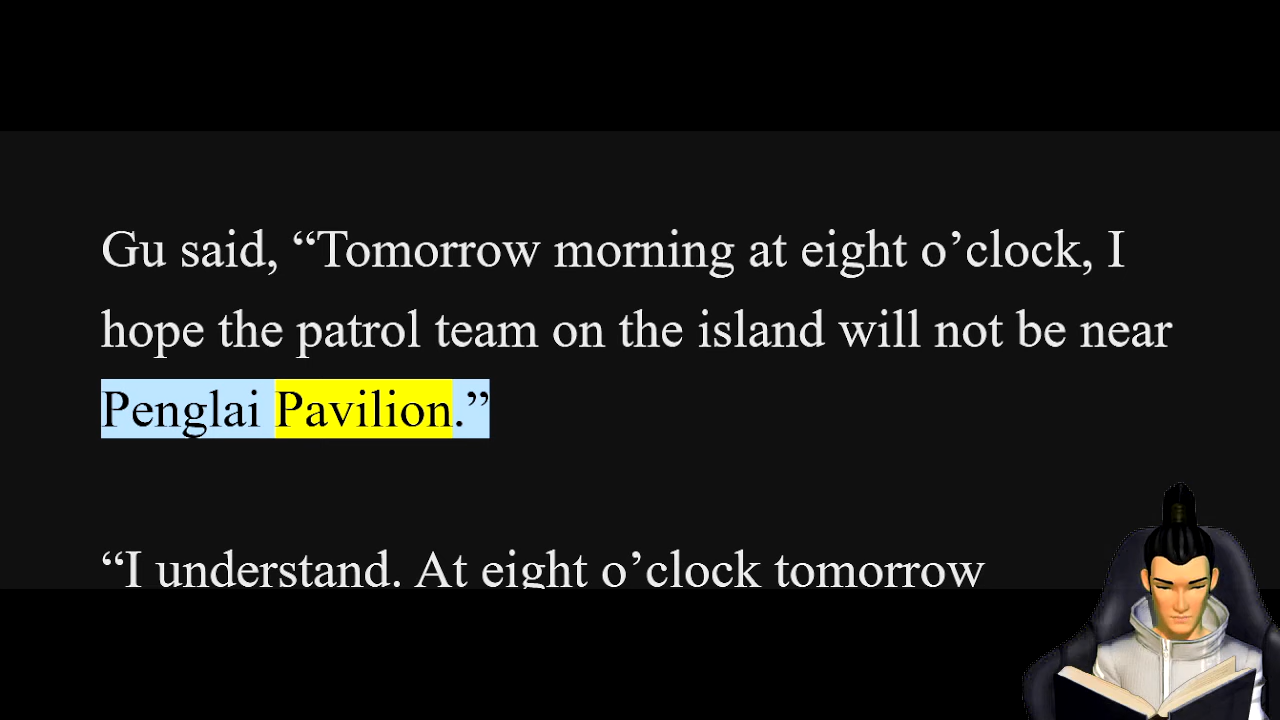 Gu said, “Tomorrow morning at eight o’clock, I
hope the patrol team on the island will not be near
Penglai Pavilion.”
“I understand. At eight o’clock tomorrow